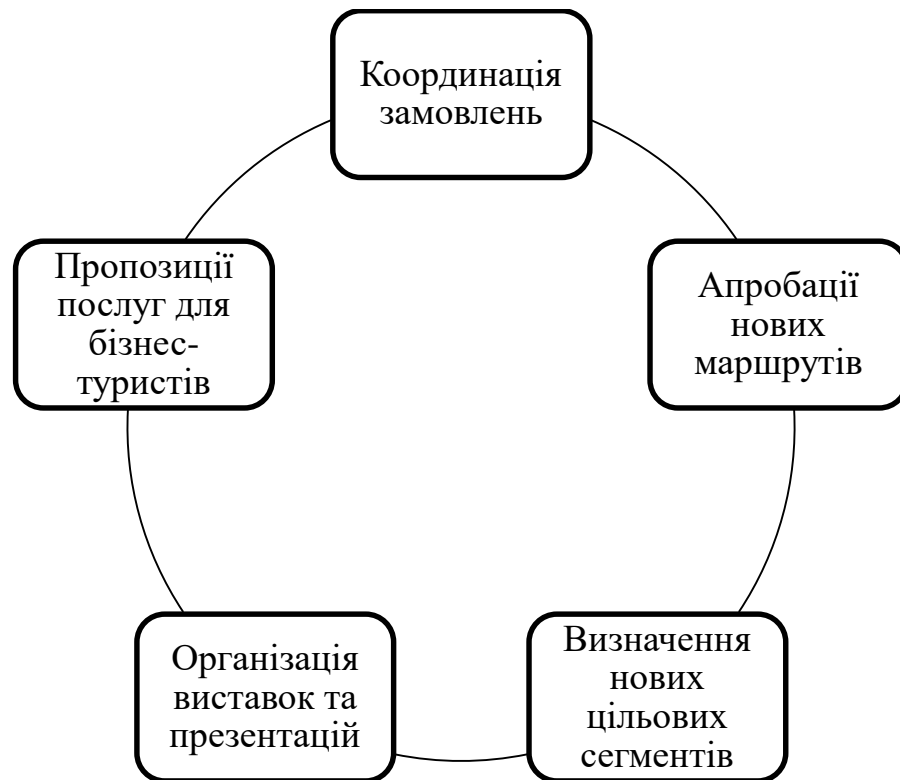 Координація
замовлень
Апробації
нових
маршрутів
Визначення
нових
цільових
сегментів
Організація
виставок та
презентацій
Пропозиції
послуг для
бізнес-
туристів